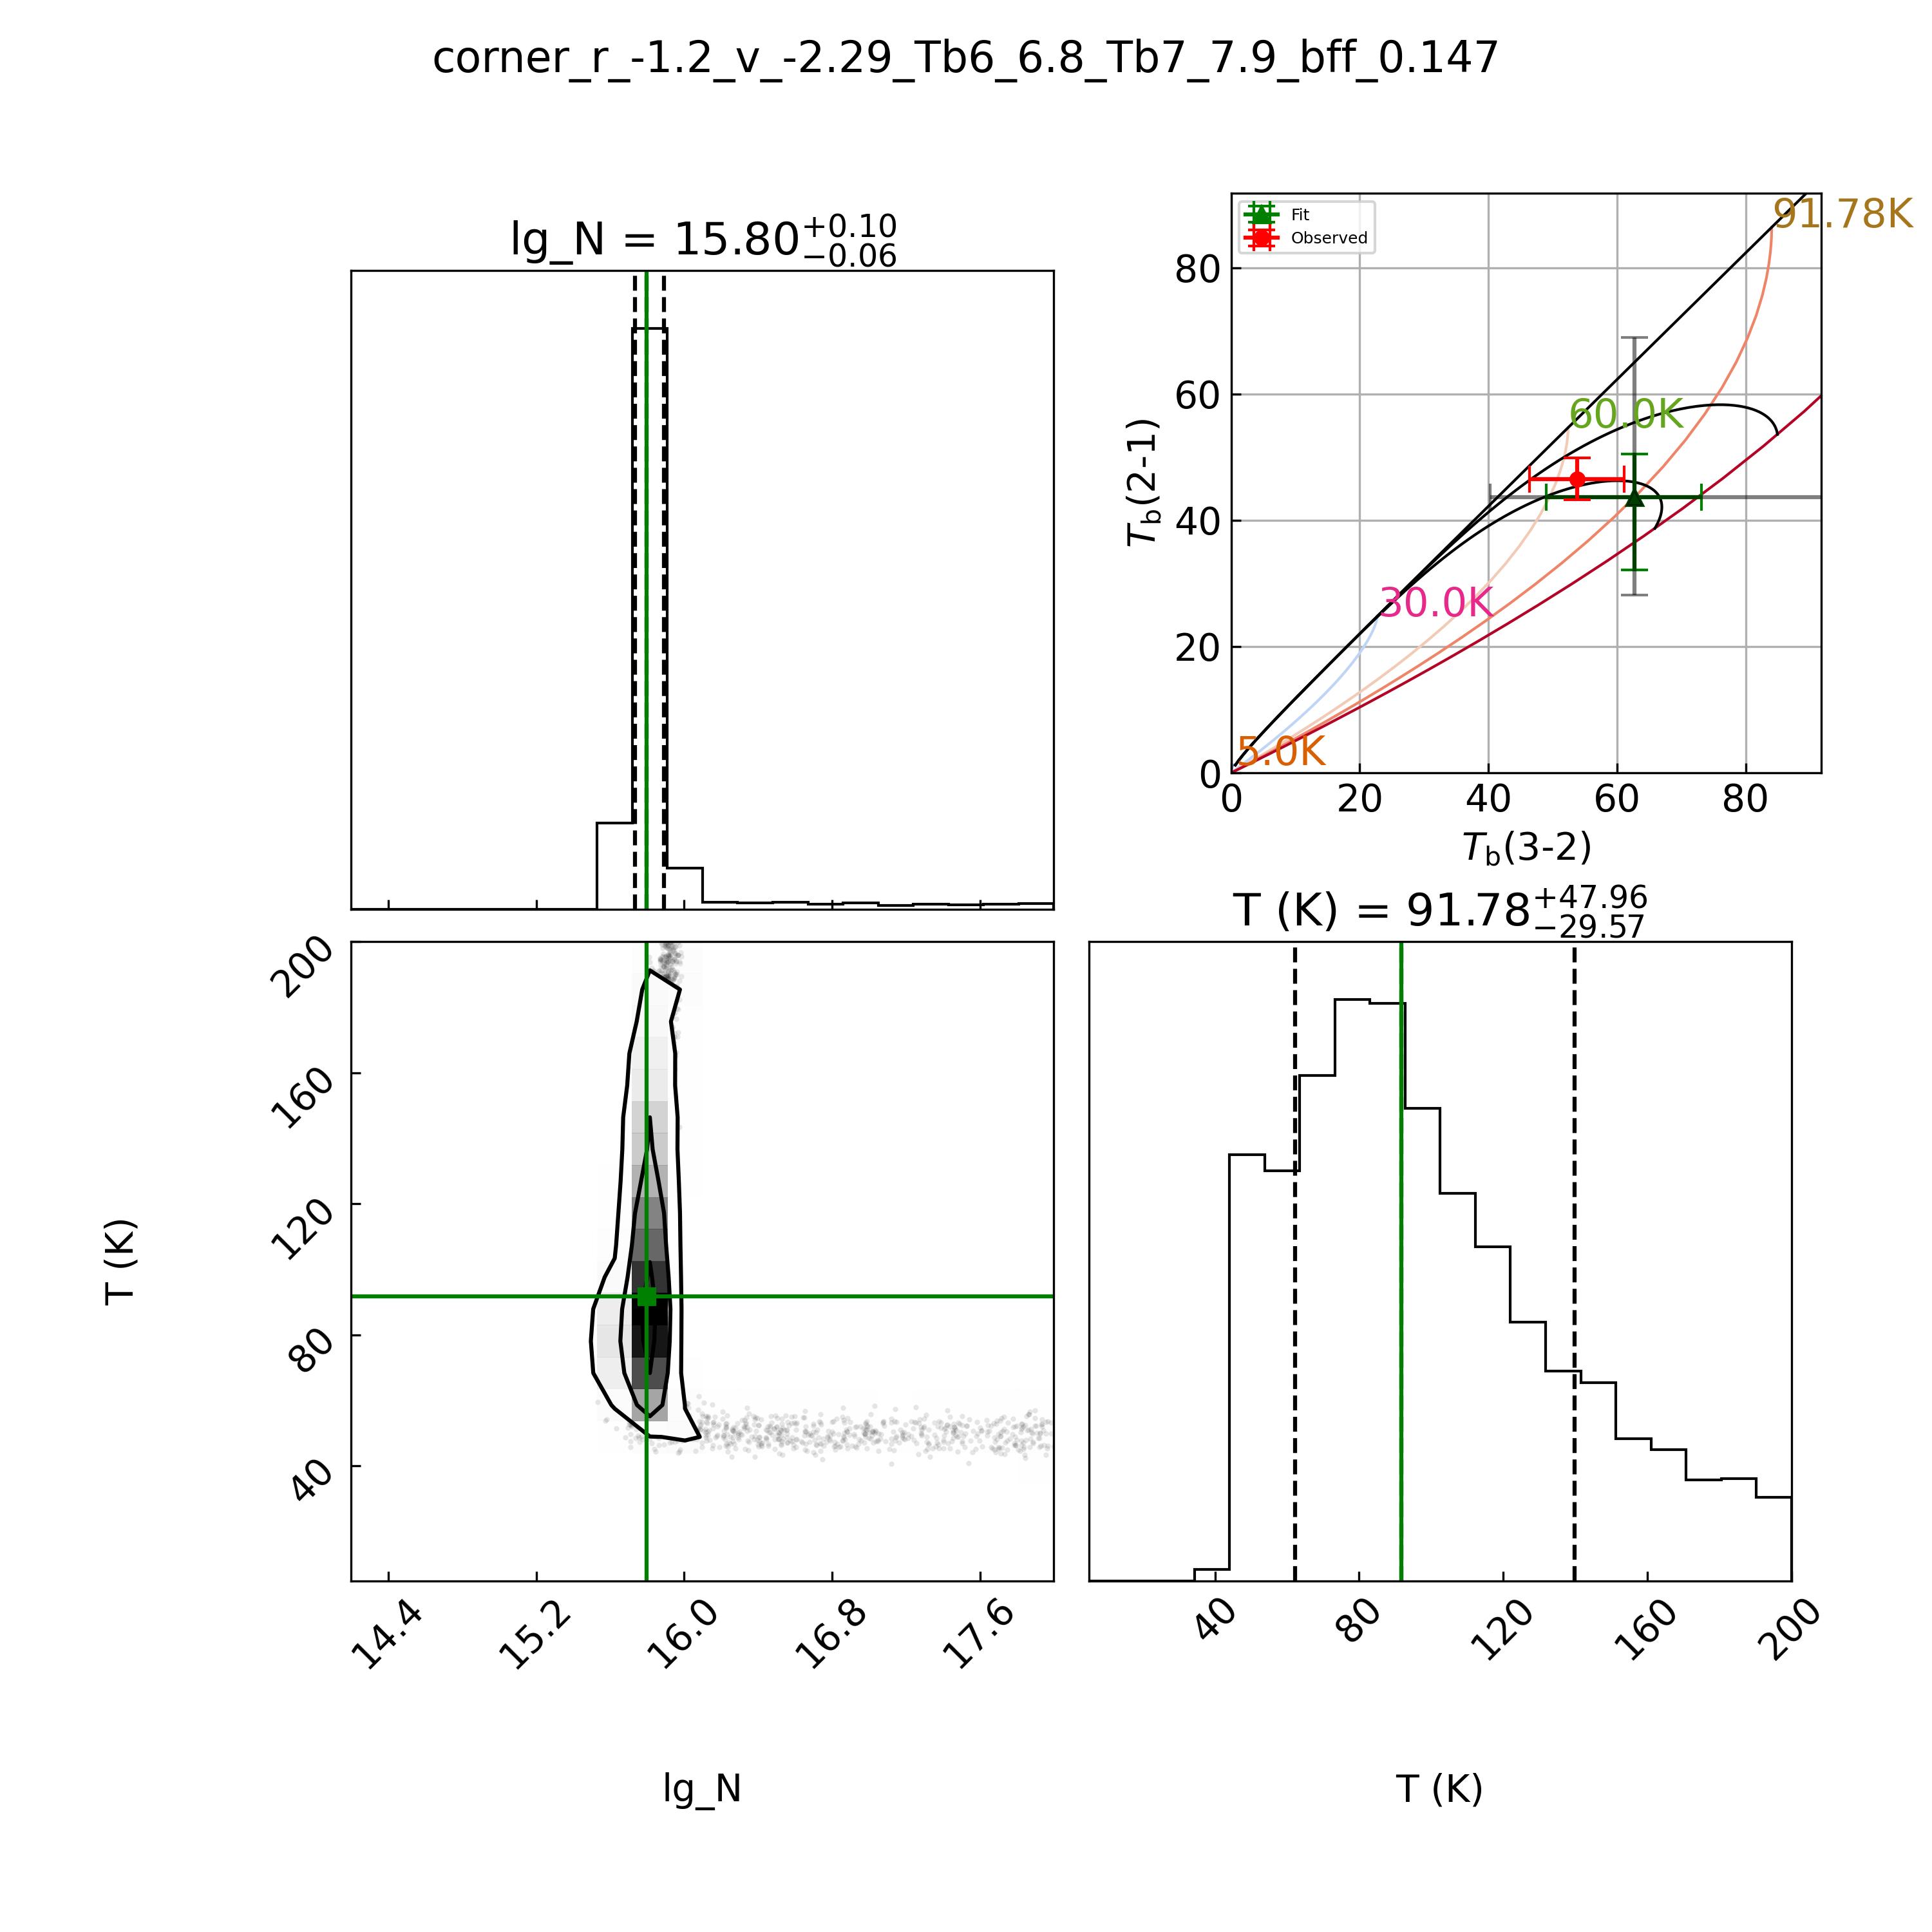 corner_r_-1.2_v_-2.29_Tb6_6.8_Tb7_7.9_bff_0.147
lg_N = 15.80+0.10−0.06
91.78K
Fit
Observed
80
60
40
20
0
60.0K
30.0K
5.0K
Tb(2-1)
0 20 40 60 80
Tb(3-2)
T (K) = 91.78+47.96−29.57
200
160
120
80
40
T (K)
14.4 15.2 16.0 16.8 17.6
40 80 120 160 200
lg_N
T (K)